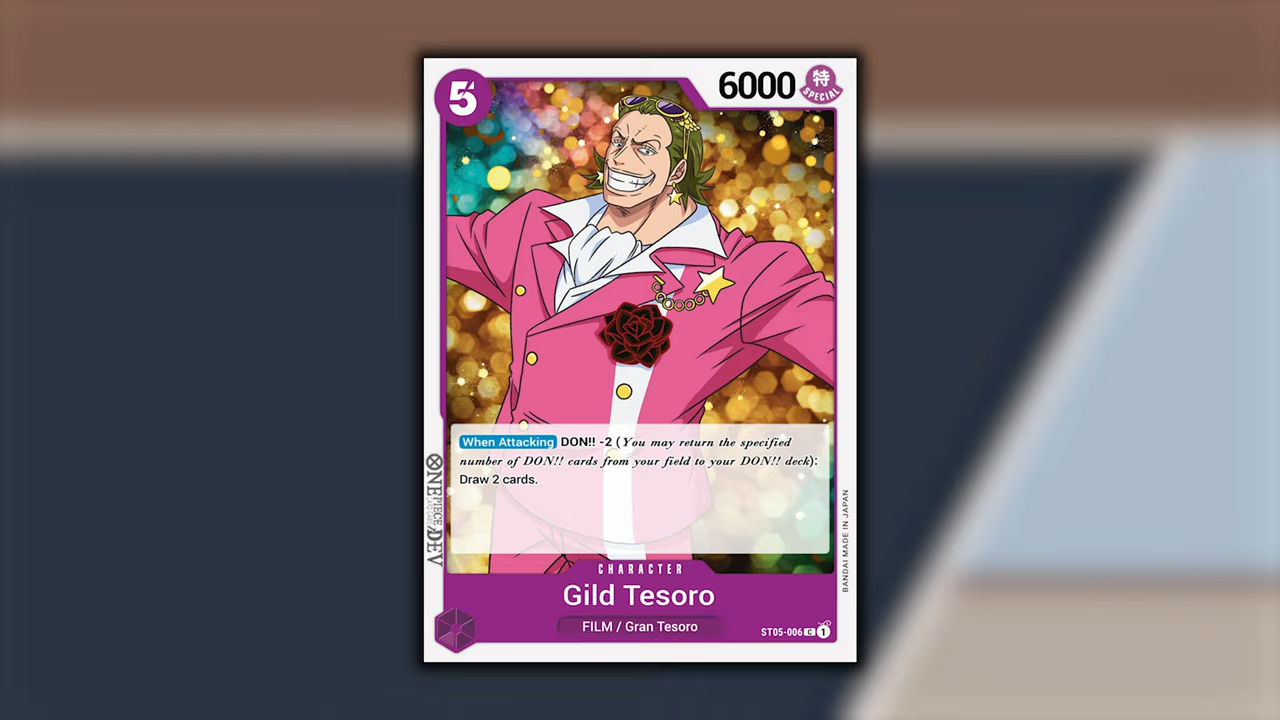 5
6000
特
SPECIAL
When Attacking DON!! -2 (You may return the specified
number of DON!! cards from your field to your DON!! deck):
Draw 2 cards.
ONE PIECE
DEV
BANDAI MADE IN JAPAN
CHARACTER
Gild Tesoro
FILM / Gran Tesoro
ST05-006 C 1